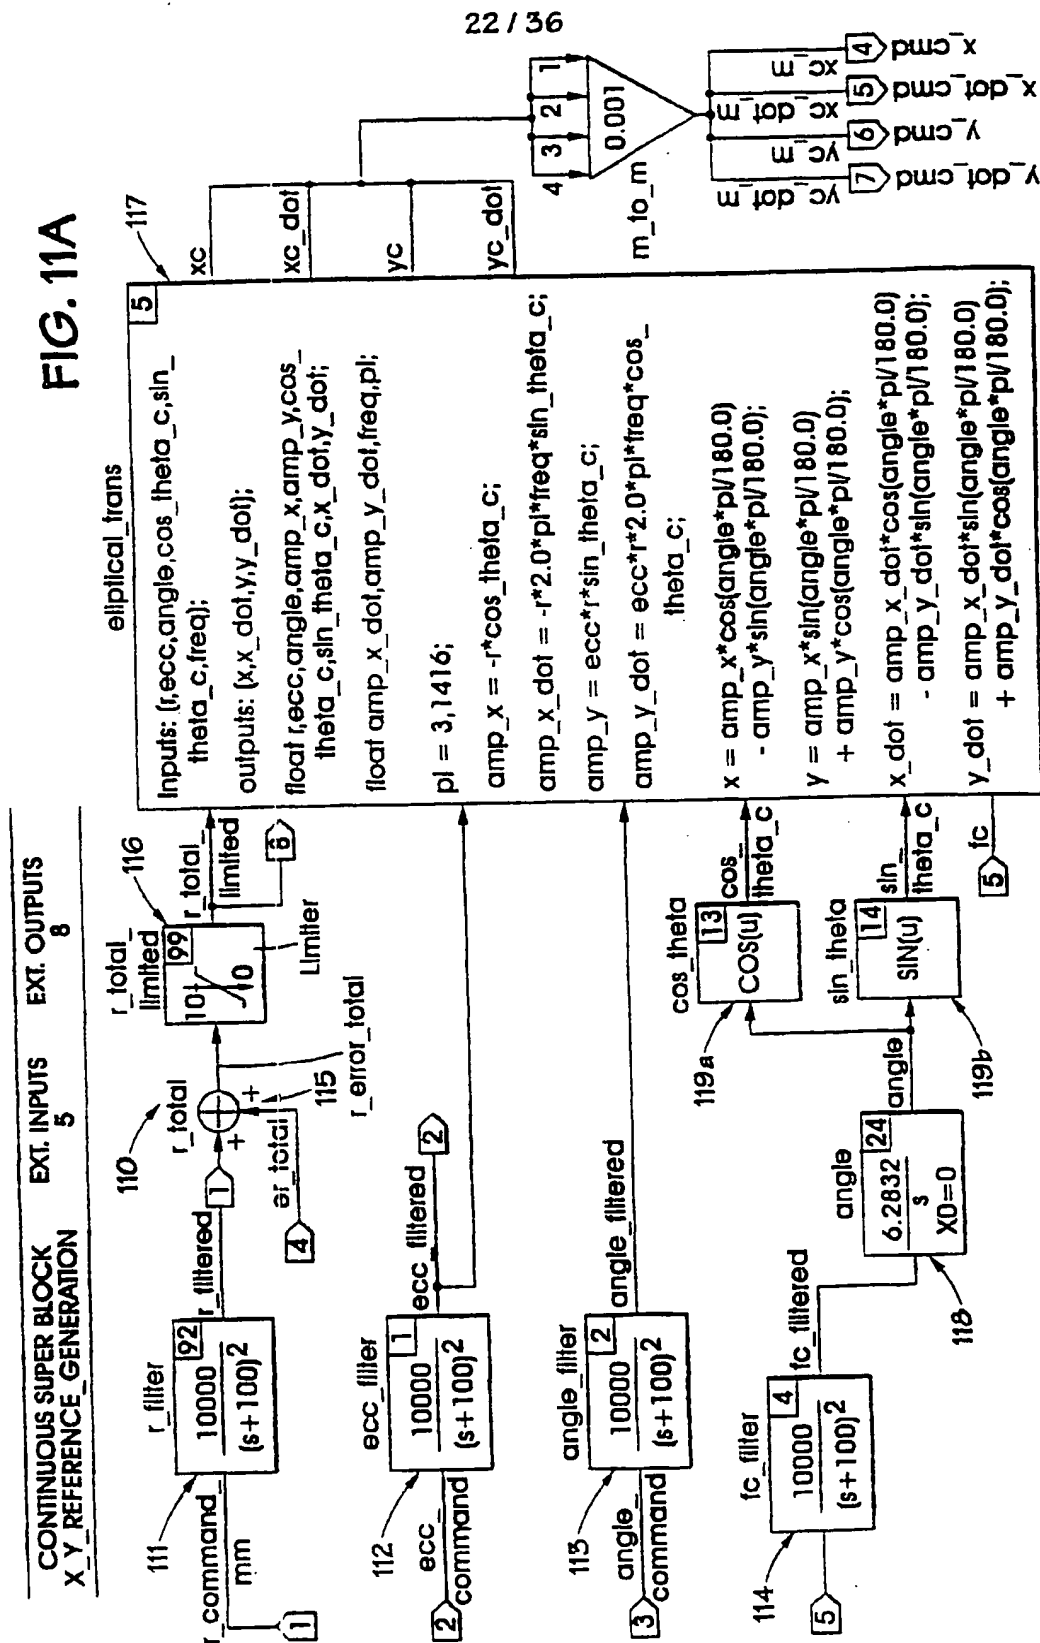 22 / 36
FIG. 11A
CONTINUOUS SUPER BLOCK
X_Y_REFERENCE_GENERATION
EXT. INPUTS
5
EXT. OUTPUTS
8
r_command_
mm
1
111
r_filter
92
10000
(s+100)²
r_filtered
1
110
r_total
+
+
115
er_total
4
r_error_total
r_total_
limited
116
99
10
10
Limiter
r_total_
limited
8
ecc_
command
2
112
ecc_filter
1
10000
(s+100)²
ecc_filtered
2
angle_
command
3
113
angle_filter
2
10000
(s+100)²
angle_filtered
5
114
fc_filter
4
10000
(s+100)²
fc_filtered
118
angle
24
6.2832
s
X0=0
angle
cos_theta
13
COS(u)
119a
cos_
theta_c
sin_theta
14
SIN(u)
119b
sin_
theta_c
5
fc
eliptical_trans
117
5
Inputs: (r,ecc,angle,cos_theta_c,sin_
theta_c,freq);
outputs: (x,x_dot,y,y_dot);
float r,ecc,angle,amp_x,amp_y,cos_
theta_c,sin_theta_c,x_dot,y_dot;
float amp_x_dot,amp_y_dot,freq,pi;
pi = 3,1416;
amp_x = -r*cos_theta_c;
amp_x_dot = -r*2.0*pi*freq*sin_theta_c;
amp_y = ecc*r*sin_theta_c;
amp_y_dot = ecc*r*2.0*pi*freq*cos_
theta_c;
x = amp_x*cos(angle*pi/180.0)
- amp_y*sin(angle*pi/180.0);
y = amp_x*sin(angle*pi/180.0)
+ amp_y*cos(angle*pi/180.0);
x_dot = amp_x_dot*cos(angle*pi/180.0)
- amp_y_dot*sin(angle*pi/180.0);
y_dot = amp_x_dot*sin(angle*pi/180.0)
+ amp_y_dot*cos(angle*pi/180.0);
xc
xc_dot
yc
yc_dot
1
2
3
4
0.001
m_to_m
xc_m
4
x_cmd
xc_dot_m
5
x_dot_cmd
yc_m
6
y_cmd
yc_dot_m
7
y_dot_cmd